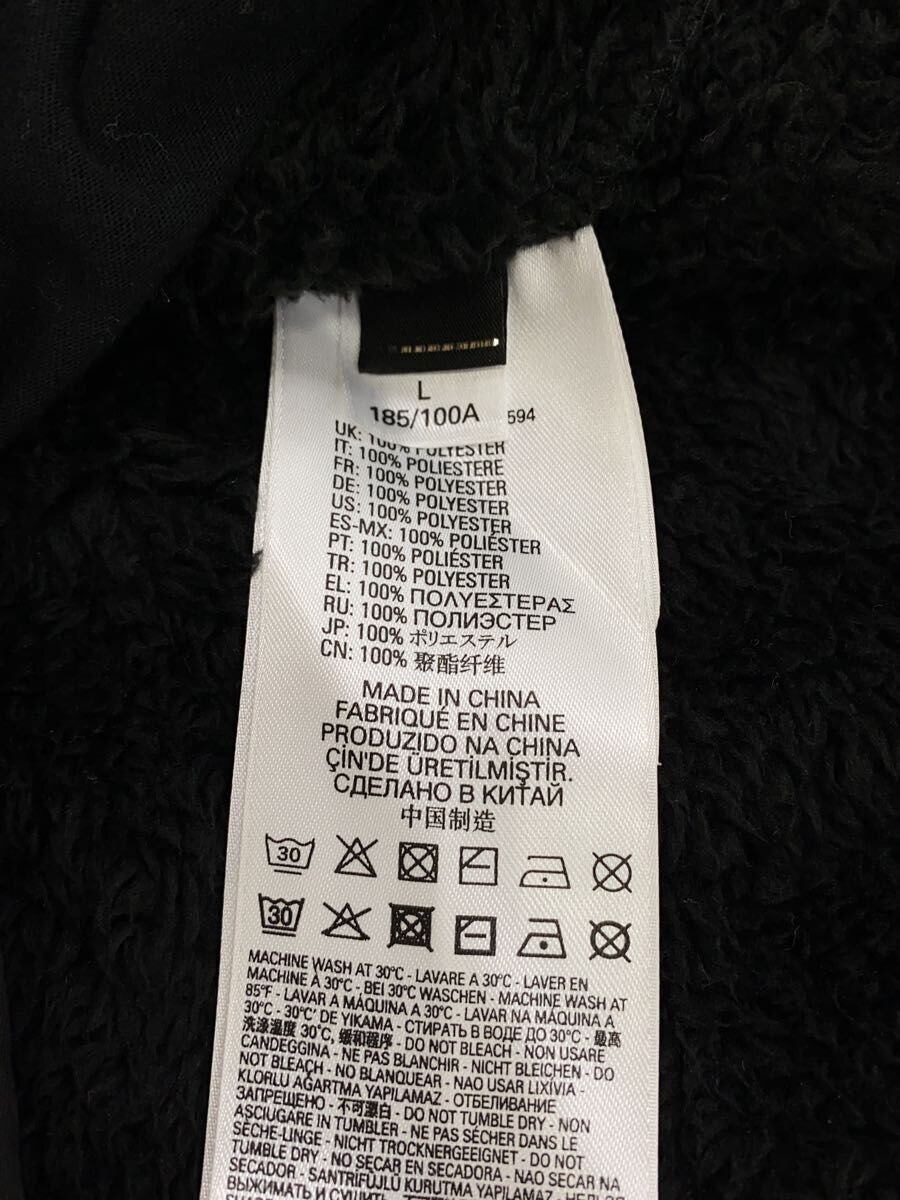 L
185/100A
594
UK: 100% POLYESTER
IT: 100% POLIESTERE
FR: 100% POLYESTER
DE: 100% POLYESTER
US: 100% POLYESTER
ES-MX: 100% POLIÉSTER
PT: 100% POLIÉSTER
TR: 100% POLYESTER
EL: 100% ΠΟΛΥΕΣΤΕΡΑΣ
RU: 100% ПОЛИЭСТЕР
JP: 100% ポリエステル
CN: 100% 聚酯纤维
MADE IN CHINA
FABRIQUÉ EN CHINE
PRODUZIDO NA CHINA
ÇİN'DE ÜRETİLMİŞTİR.
СДЕЛАНО В КИТАЙ
中国制造
30
30
MACHINE WASH AT 30°C - LAVARE A 30°C - LAVER EN
MACHINE À 30°C - BEI 30°C WASCHEN - MACHINE WASH AT
85°F - LAVAR A MÁQUINA A 30°C - LAVAR NA MÁQUINA A
30°C - 30°C' DE YIKAMA - СТИРАТЬ В ВОДЕ ДО 30°C - 最高
洗涤温度 30°C, 缓和程序 - DO NOT BLEACH - NON USARE
CANDEGGINA - NE PAS BLANCHIR - NICHT BLEICHEN - DO
NOT BLEACH - NO BLANQUEAR - NAO USAR LIXÍVIA -
KLORLU AĞARTMA YAPILAMAZ - ОТБЕЛИВАНИЕ
ЗАПРЕЩЕНО - 不可漂白 - DO NOT TUMBLE DRY - NON
ASCIUGARE IN TUMBLER - NE PAS SÉCHER DANS LE
SÈCHE-LINGE - NICHT TROCKNERGEEIGNET - DO NOT
TUMBLE DRY - NO SECAR EN SECADORA - NAO SECAR NA
SECADOR - SANTRİFÜJLÜ KURUTMA YAPILAMAZ - НЕЛЬЗЯ
ВЫЖИМАТЬ И СУШИТЬ